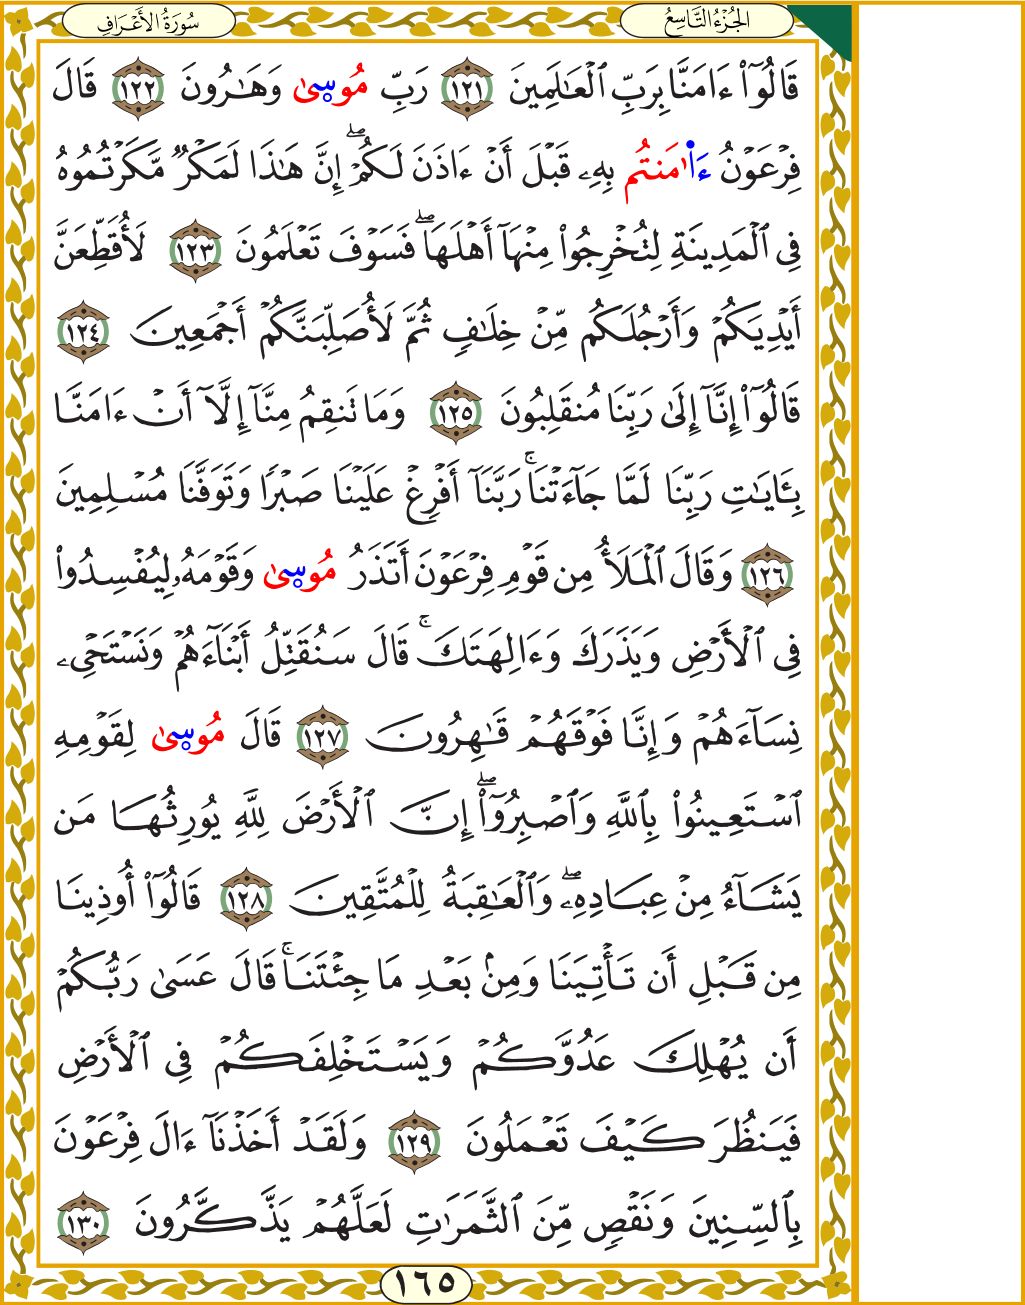 سُورَةُ الأَعْرَافِ
الجُزْءُ التَّاسِعُ
قَالُوٓا۟ ءَامَنَّا بِرَبِّ ٱلْعَـٰلَمِينَ ١٢١ رَبِّ مُوسِىٰ وَهَـٰرُونَ ١٢٢ قَالَ
فِرْعَوْنُ ءَا۬مَنتُم بِهِۦ قَبْلَ أَنْ ءَاذَنَ لَكُمْ ۖ إِنَّ هَـٰذَا لَمَكْرٌ مَّكَرْتُمُوهُ
فِى ٱلْمَدِينَةِ لِتُخْرِجُوا۟ مِنْهَآ أَهْلَهَا ۖ فَسَوْفَ تَعْلَمُونَ ١٢٣ لَأُقَطِّعَنَّ
أَيْدِيَكُمْ وَأَرْجُلَكُم مِّنْ خِلَـٰفٍ ثُمَّ لَأُصَلِّبَنَّكُمْ أَجْمَعِينَ ١٢٤
قَالُوٓا۟ إِنَّآ إِلَىٰ رَبِّنَا مُنقَلِبُونَ ١٢٥ وَمَا تَنقِمُ مِنَّآ إِلَّآ أَنْ ءَامَنَّا
بِـَٔايَـٰتِ رَبِّنَا لَمَّا جَآءَتْنَا ۚ رَبَّنَآ أَفْرِغْ عَلَيْنَا صَبْرًا وَتَوَفَّنَا مُسْلِمِينَ
١٢٦ وَقَالَ ٱلْمَلَأُ مِن قَوْمِ فِرْعَوْنَ أَتَذَرُ مُوسِىٰ وَقَوْمَهُۥ لِيُفْسِدُوا۟
فِى ٱلْأَرْضِ وَيَذَرَكَ وَءَالِهَتَكَ ۚ قَالَ سَنُقَتِّلُ أَبْنَآءَهُمْ وَنَسْتَحْىِۦ
نِسَآءَهُمْ وَإِنَّا فَوْقَهُمْ قَـٰهِرُونَ ١٢٧ قَالَ مُوسِىٰ لِقَوْمِهِ
ٱسْتَعِينُوا۟ بِٱللَّهِ وَٱصْبِرُوٓا۟ ۖ إِنَّ ٱلْأَرْضَ لِلَّهِ يُورِثُهَا مَن
يَشَآءُ مِنْ عِبَادِهِۦ ۖ وَٱلْعَـٰقِبَةُ لِلْمُتَّقِينَ ١٢٨ قَالُوٓا۟ أُوذِينَا
مِن قَبْلِ أَن تَأْتِيَنَا وَمِنۢ بَعْدِ مَا جِئْتَنَا ۚ قَالَ عَسَىٰ رَبُّكُمْ
أَن يُهْلِكَ عَدُوَّكُمْ وَيَسْتَخْلِفَكُمْ فِى ٱلْأَرْضِ
فَيَنظُرَ كَيْفَ تَعْمَلُونَ ١٢٩ وَلَقَدْ أَخَذْنَآ ءَالَ فِرْعَوْنَ
بِٱلسِّنِينَ وَنَقْصٍ مِّنَ ٱلثَّمَرَٰتِ لَعَلَّهُمْ يَذَّكَّرُونَ ١٣٠
١٦٥